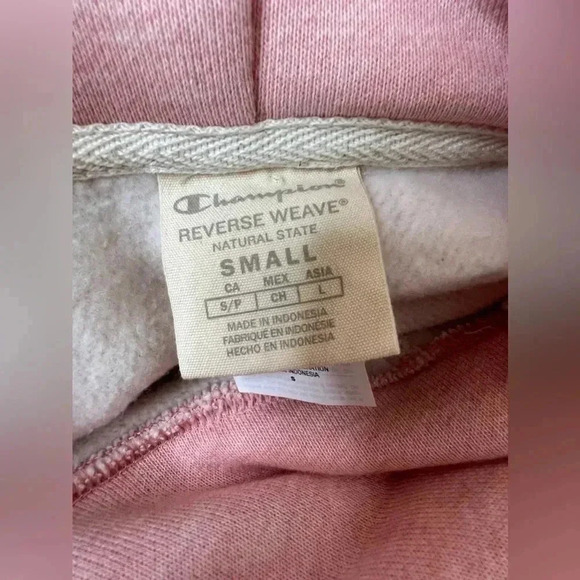 Champion
REVERSE WEAVE®
NATURAL STATE
SMALL
CA MEX ASIA
S/P CH L
MADE IN INDONESIA
FABRIQUÉ EN INDONÉSIE
HECHO EN INDONESIA
INDONESIA
S